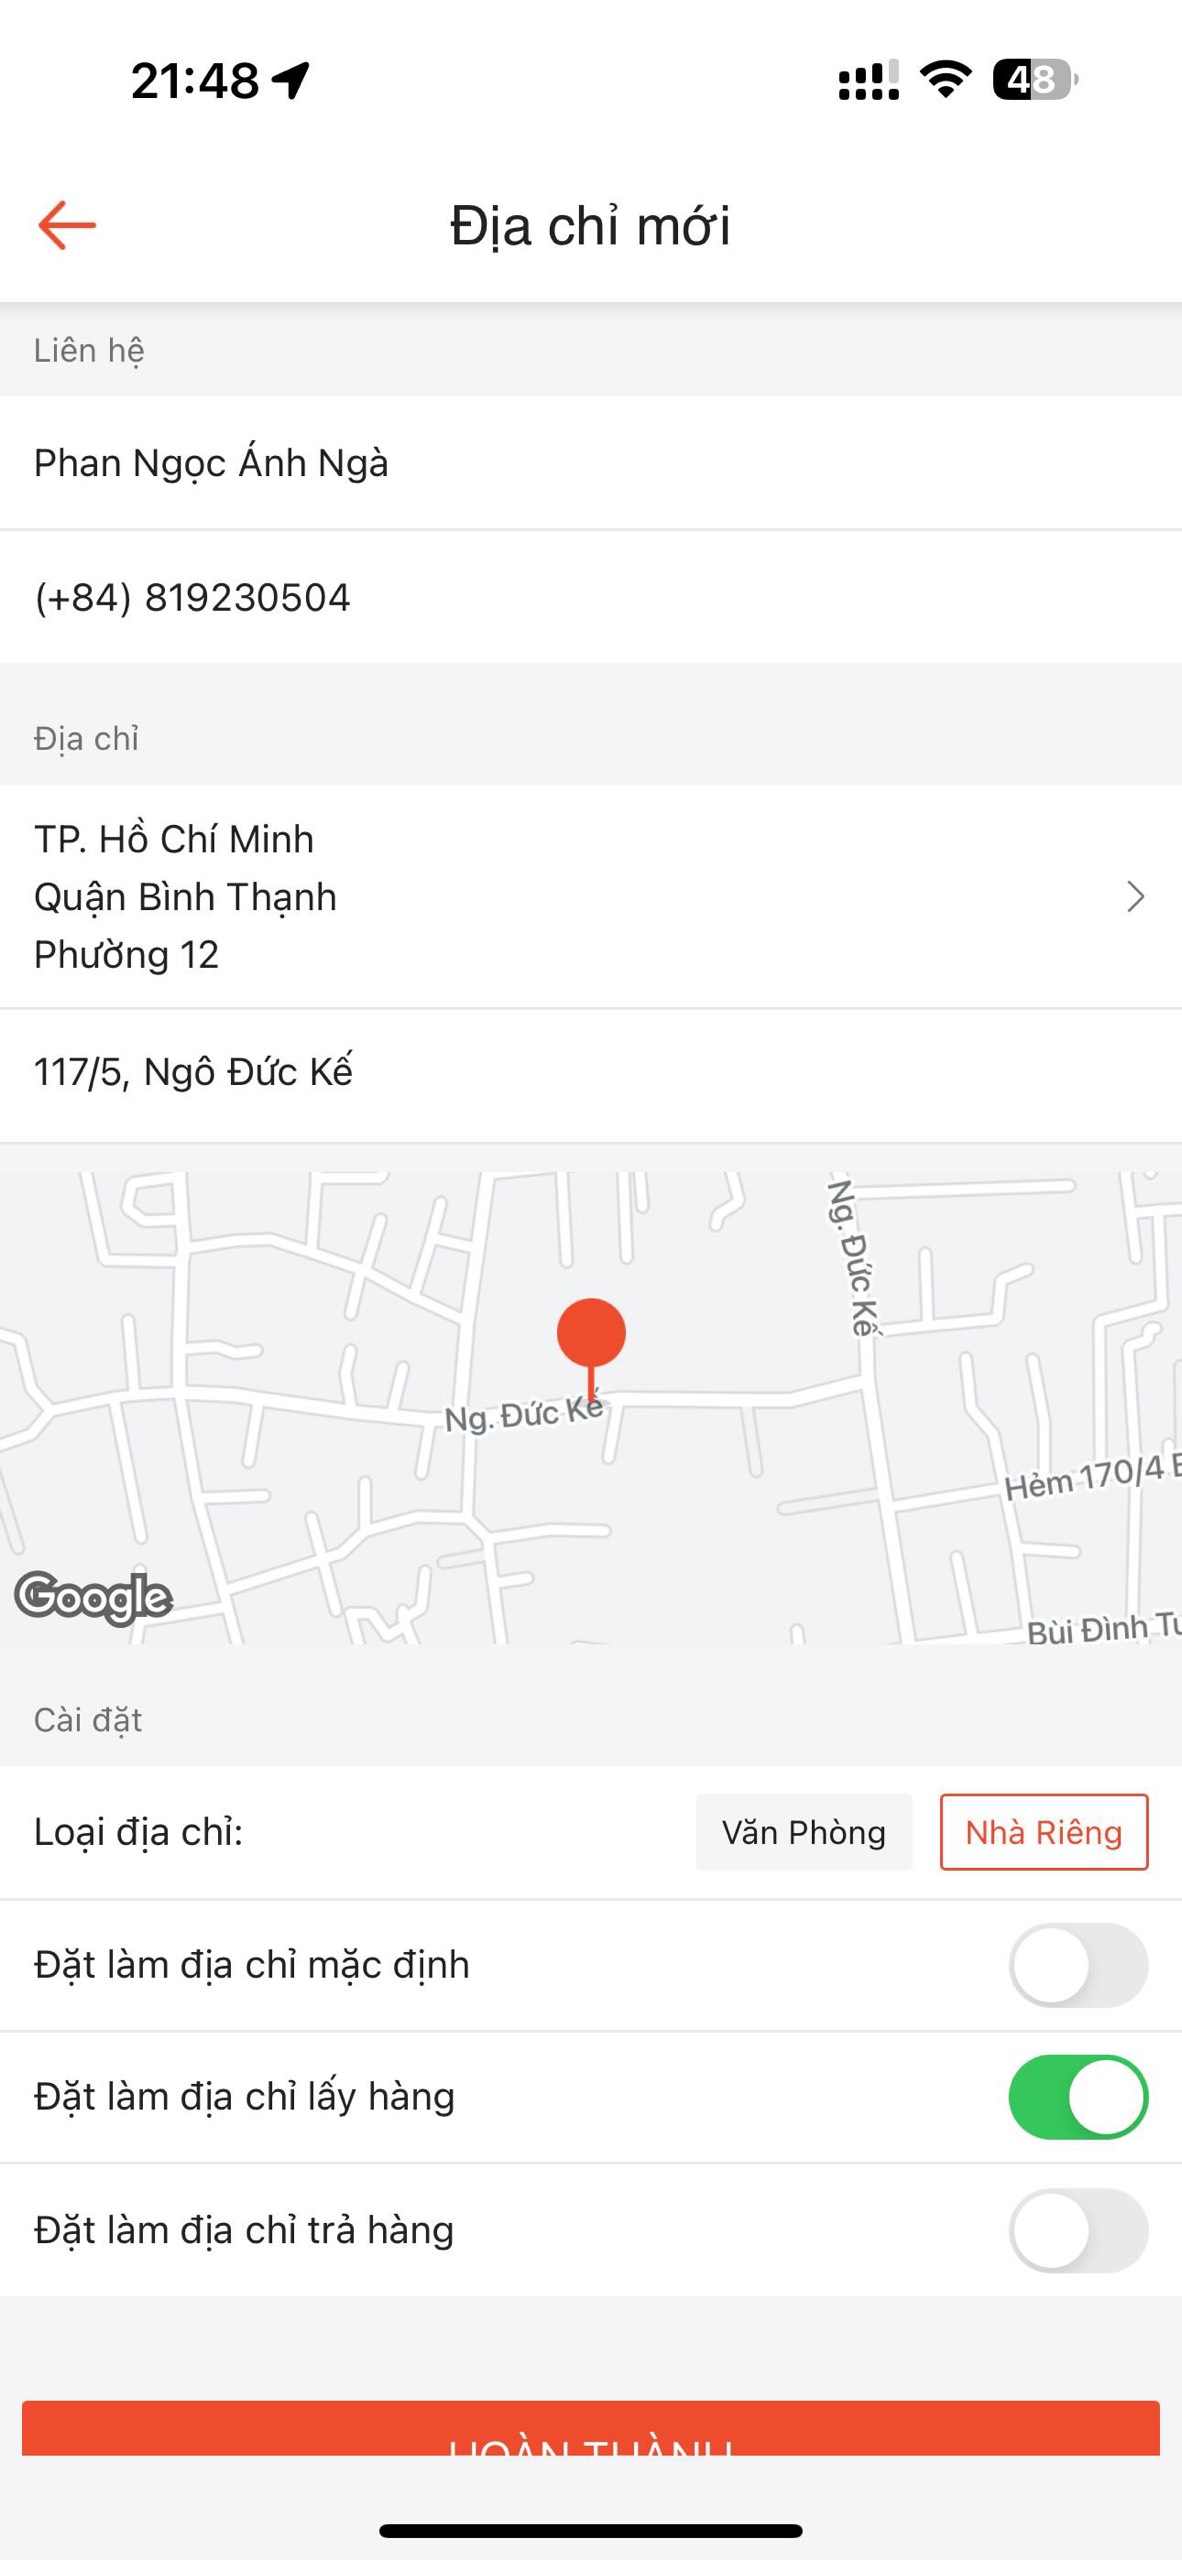 21:48
48
Địa chỉ mới
Liên hệ
Phan Ngọc Ánh Ngà
(+84) 819230504
Địa chỉ
TP. Hồ Chí Minh
Quận Bình Thạnh
Phường 12
117/5, Ngô Đức Kế
Ng. Đức Kế
Ng. Đức Kế
Hẻm 170/4
Bùi Đình
Google
Cài đặt
Loại địa chỉ:
Văn Phòng
Nhà Riêng
Đặt làm địa chỉ mặc định
Đặt làm địa chỉ lấy hàng
Đặt làm địa chỉ trả hàng
HOÀN THÀNH